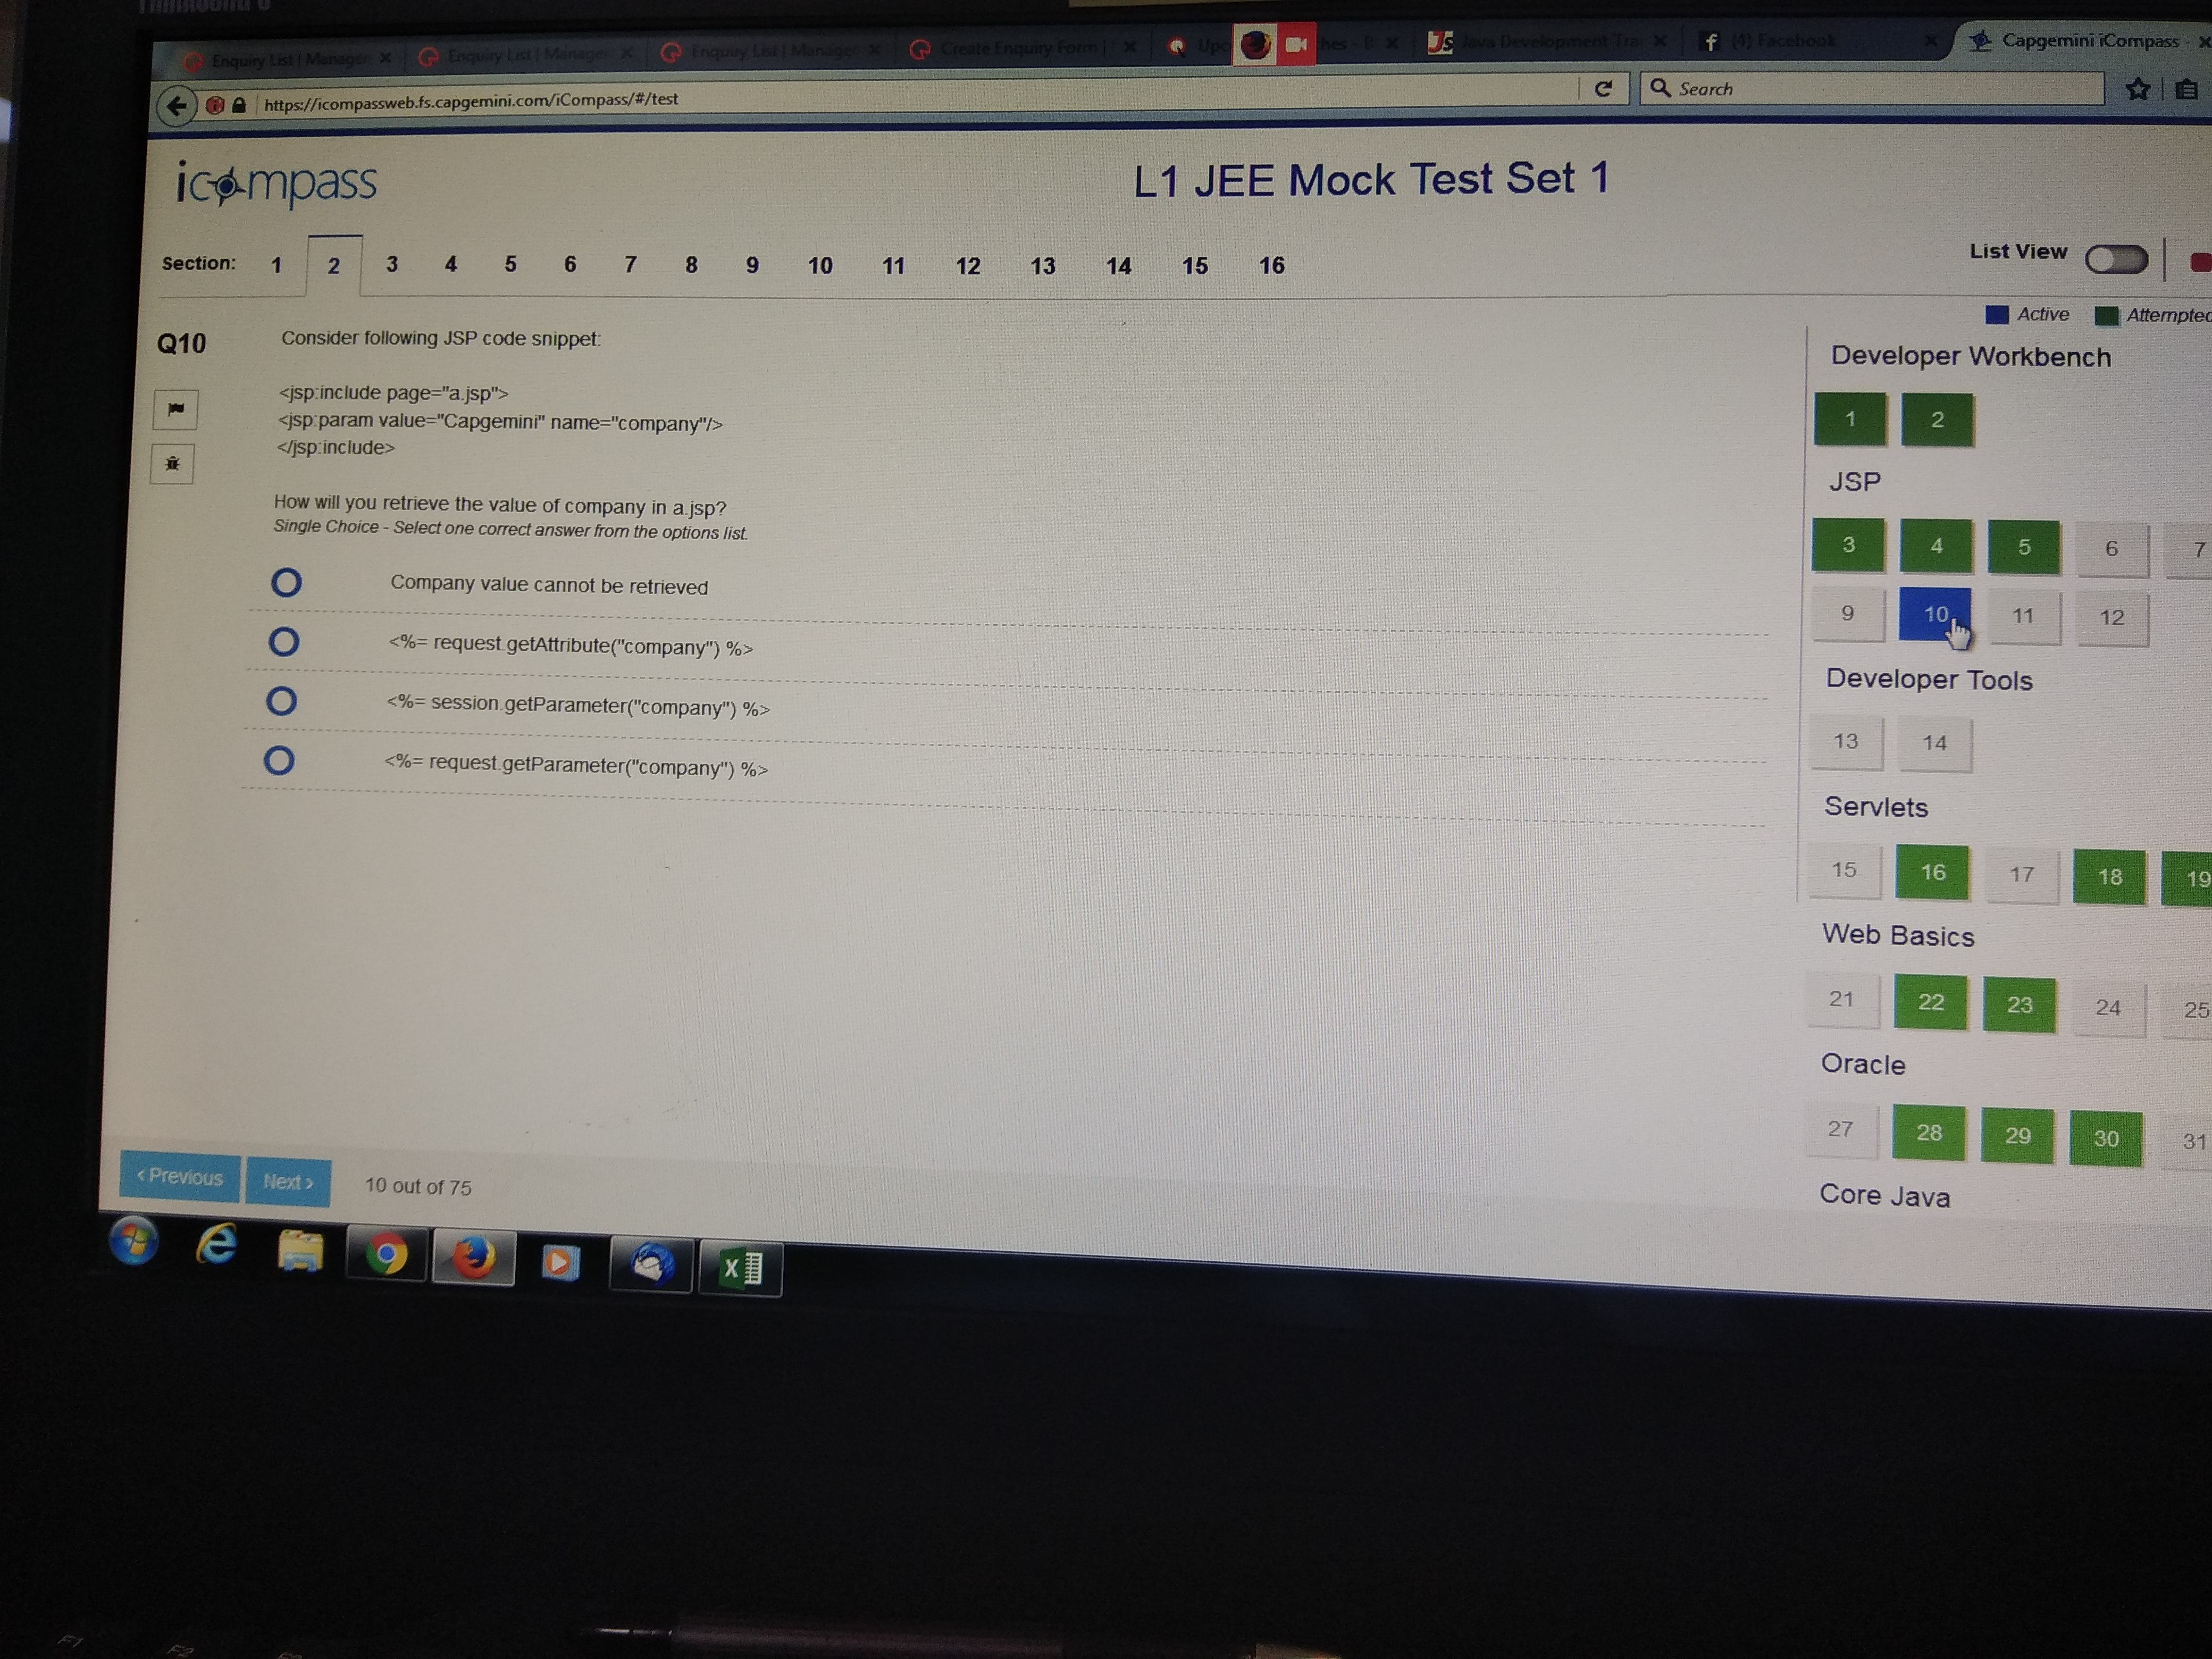 Enquiry List | Manage
Enquiry List | Manage
Enquiry List | Manage
Create Enquiry Form |
Java Development Tra
(4) Facebook
Capgemini iCompass -
https://icompassweb.fs.capgemini.com/iCompass/#/test
Search
icompass
L1 JEE Mock Test Set 1
Section: 1 2 3 4 5 6 7 8 9 10 11 12 13 14 15 16
List View
Active Attempted
Q10
Consider following JSP code snippet:
<jsp:include page="a.jsp">
<jsp:param value="Capgemini" name="company"/>
</jsp:include>
How will you retrieve the value of company in a.jsp?
Single Choice - Select one correct answer from the options list.
Company value cannot be retrieved
<%= request.getAttribute("company") %>
<%= session.getParameter("company") %>
<%= request.getParameter("company") %>
Developer Workbench
1 2
JSP
3 4 5 6 7
9 10 11 12
Developer Tools
13 14
Servlets
15 16 17 18 19
Web Basics
21 22 23 24 25
Oracle
27 28 29 30 31
Core Java
< Previous
Next >
10 out of 75
F1
F2